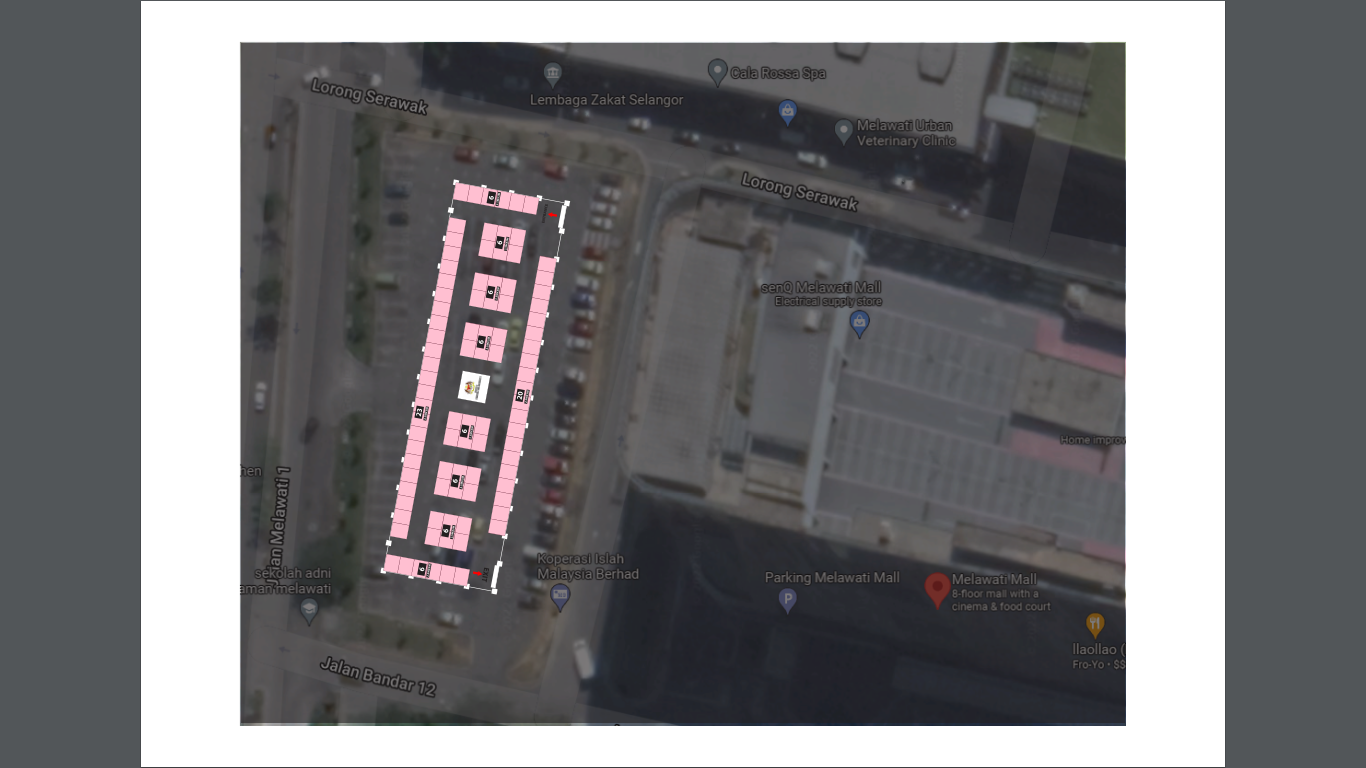 Cala Rossa Spa
Lembaga Zakat Selangor
Lorong Serawak
Melawati Urban
Veterinary Clinic
Lorong Serawak
6
6
6
senQ Melawati Mall
Electrical supply store
6
20
23
6
Home improv
hen
6
Jalan Melawati 1
6
Koperasi Islah
Malaysia Berhad
6
EXIT
sekolah adni
aman melawati
Parking Melawati Mall
P
Melawati Mall
8-floor mall with a
cinema & food court
llaollao (
Fro-Yo • $$
Jalan Bandar 12